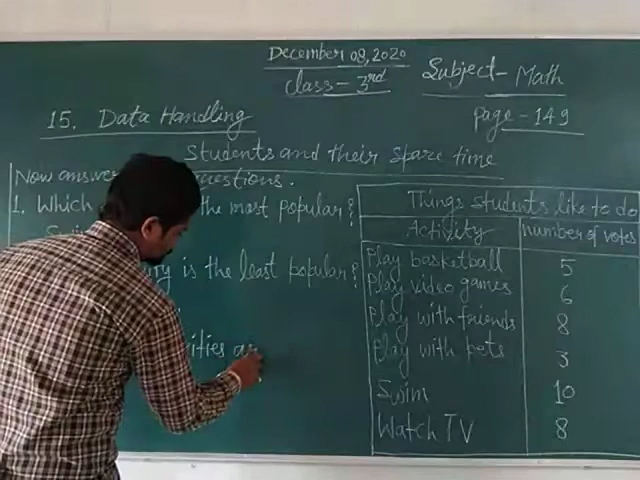 December 08, 2020
Class - 3rd
Subject - Math
15. Data Handling
Page - 149
Students and their spare time
Now answer uestions.
1. Which the most popular?
is the least popular?
ities a
Things students like to do
Activity number of votes
Play basketball 5
Play video games 6
Play with friends 8
Play with pets 3
Swim 10
Watch TV 8